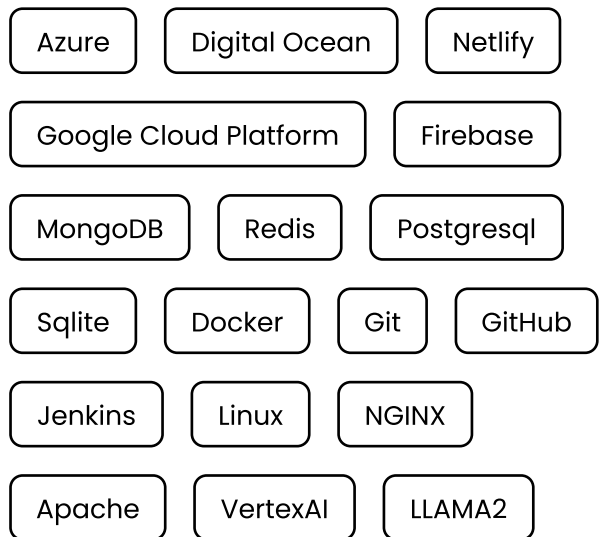 Azure Digital Ocean Netlify
Google Cloud Platform Firebase
MongoDB Redis Postgresql
Sqlite Docker Git GitHub
Jenkins Linux NGINX
Apache VertexAI LLAMA2